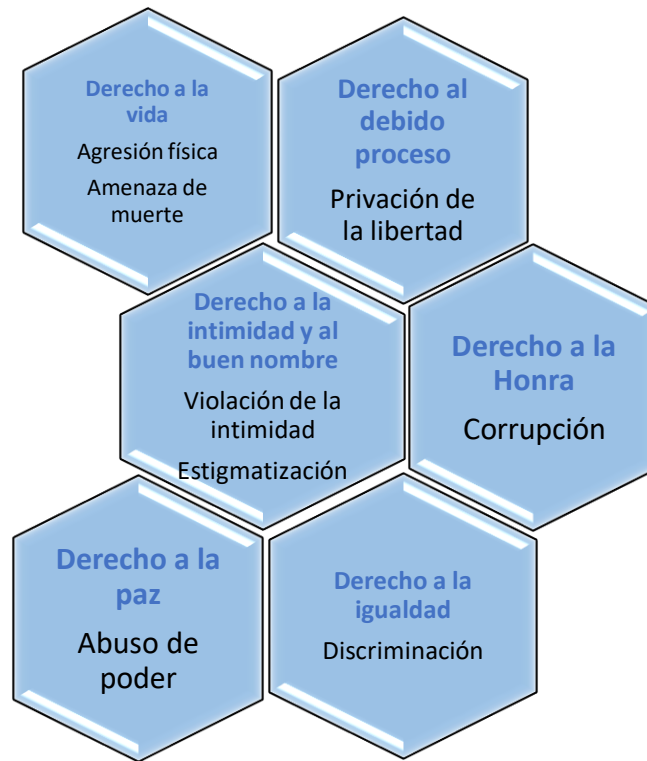 Derecho a la
vida
Agresión física
Amenaza de
muerte
Derecho al
debido
proceso
Privación de
la libertad
Derecho a la
intimidad y al
buen nombre
Violación de la
intimidad
Estigmatización
Derecho a la
Honra
Corrupción
Derecho a la
paz
Abuso de
poder
Derecho a la
igualdad
Discriminación